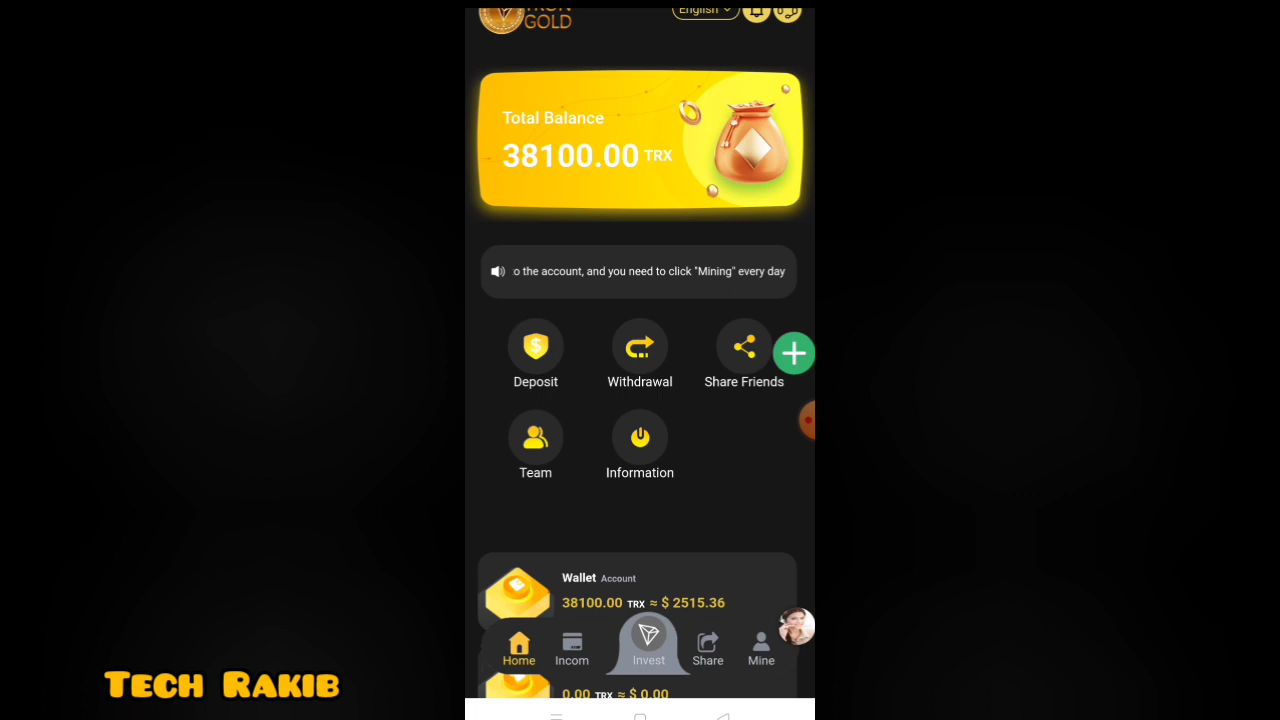 TRON
GOLD
English
Total Balance
38100.00 TRX
o the account, and you need to click "Mining" every day
Deposit
Withdrawal
Share Friends
Team
Information
Wallet Account
38100.00 TRX ≈ $ 2515.36
Home
Incom
Invest
Share
Mine
0.00 TRX ≈ $ 0.00
Tech Rakib